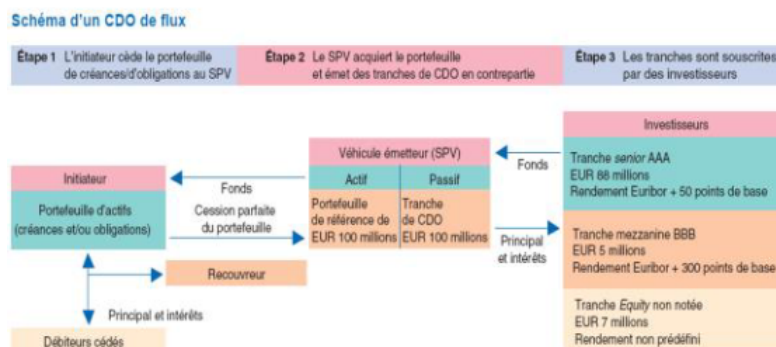 Schéma d'un CDO de flux
Étape 1 L'initiateur cède le portefeuille
de créances/d'obligations au SPV
Étape 2 Le SPV acquiert le portefeuille
et émet des tranches de CDO en contrepartie
Étape 3 Les tranches sont souscrites
par des investisseurs
Initiateur
Portefeuille d'actifs
(créances et/ou obligations)
Fonds
Cession parfaite
du portefeuille
Recouvreur
Principal et intérêts
Débiteurs cédés
Véhicule émetteur (SPV)
Actif
Passif
Portefeuille
de référence de
EUR 100 millions
Tranche
de CDO
EUR 100 millions
Fonds
Principal
et intérêts
Investisseurs
Tranche senior AAA
EUR 88 millions
Rendement Euribor + 50 points de base
Tranche mezzanine BBB
EUR 5 millions
Rendement Euribor + 300 points de base
Tranche Equity non notée
EUR 7 millions
Rendement non prédéfini